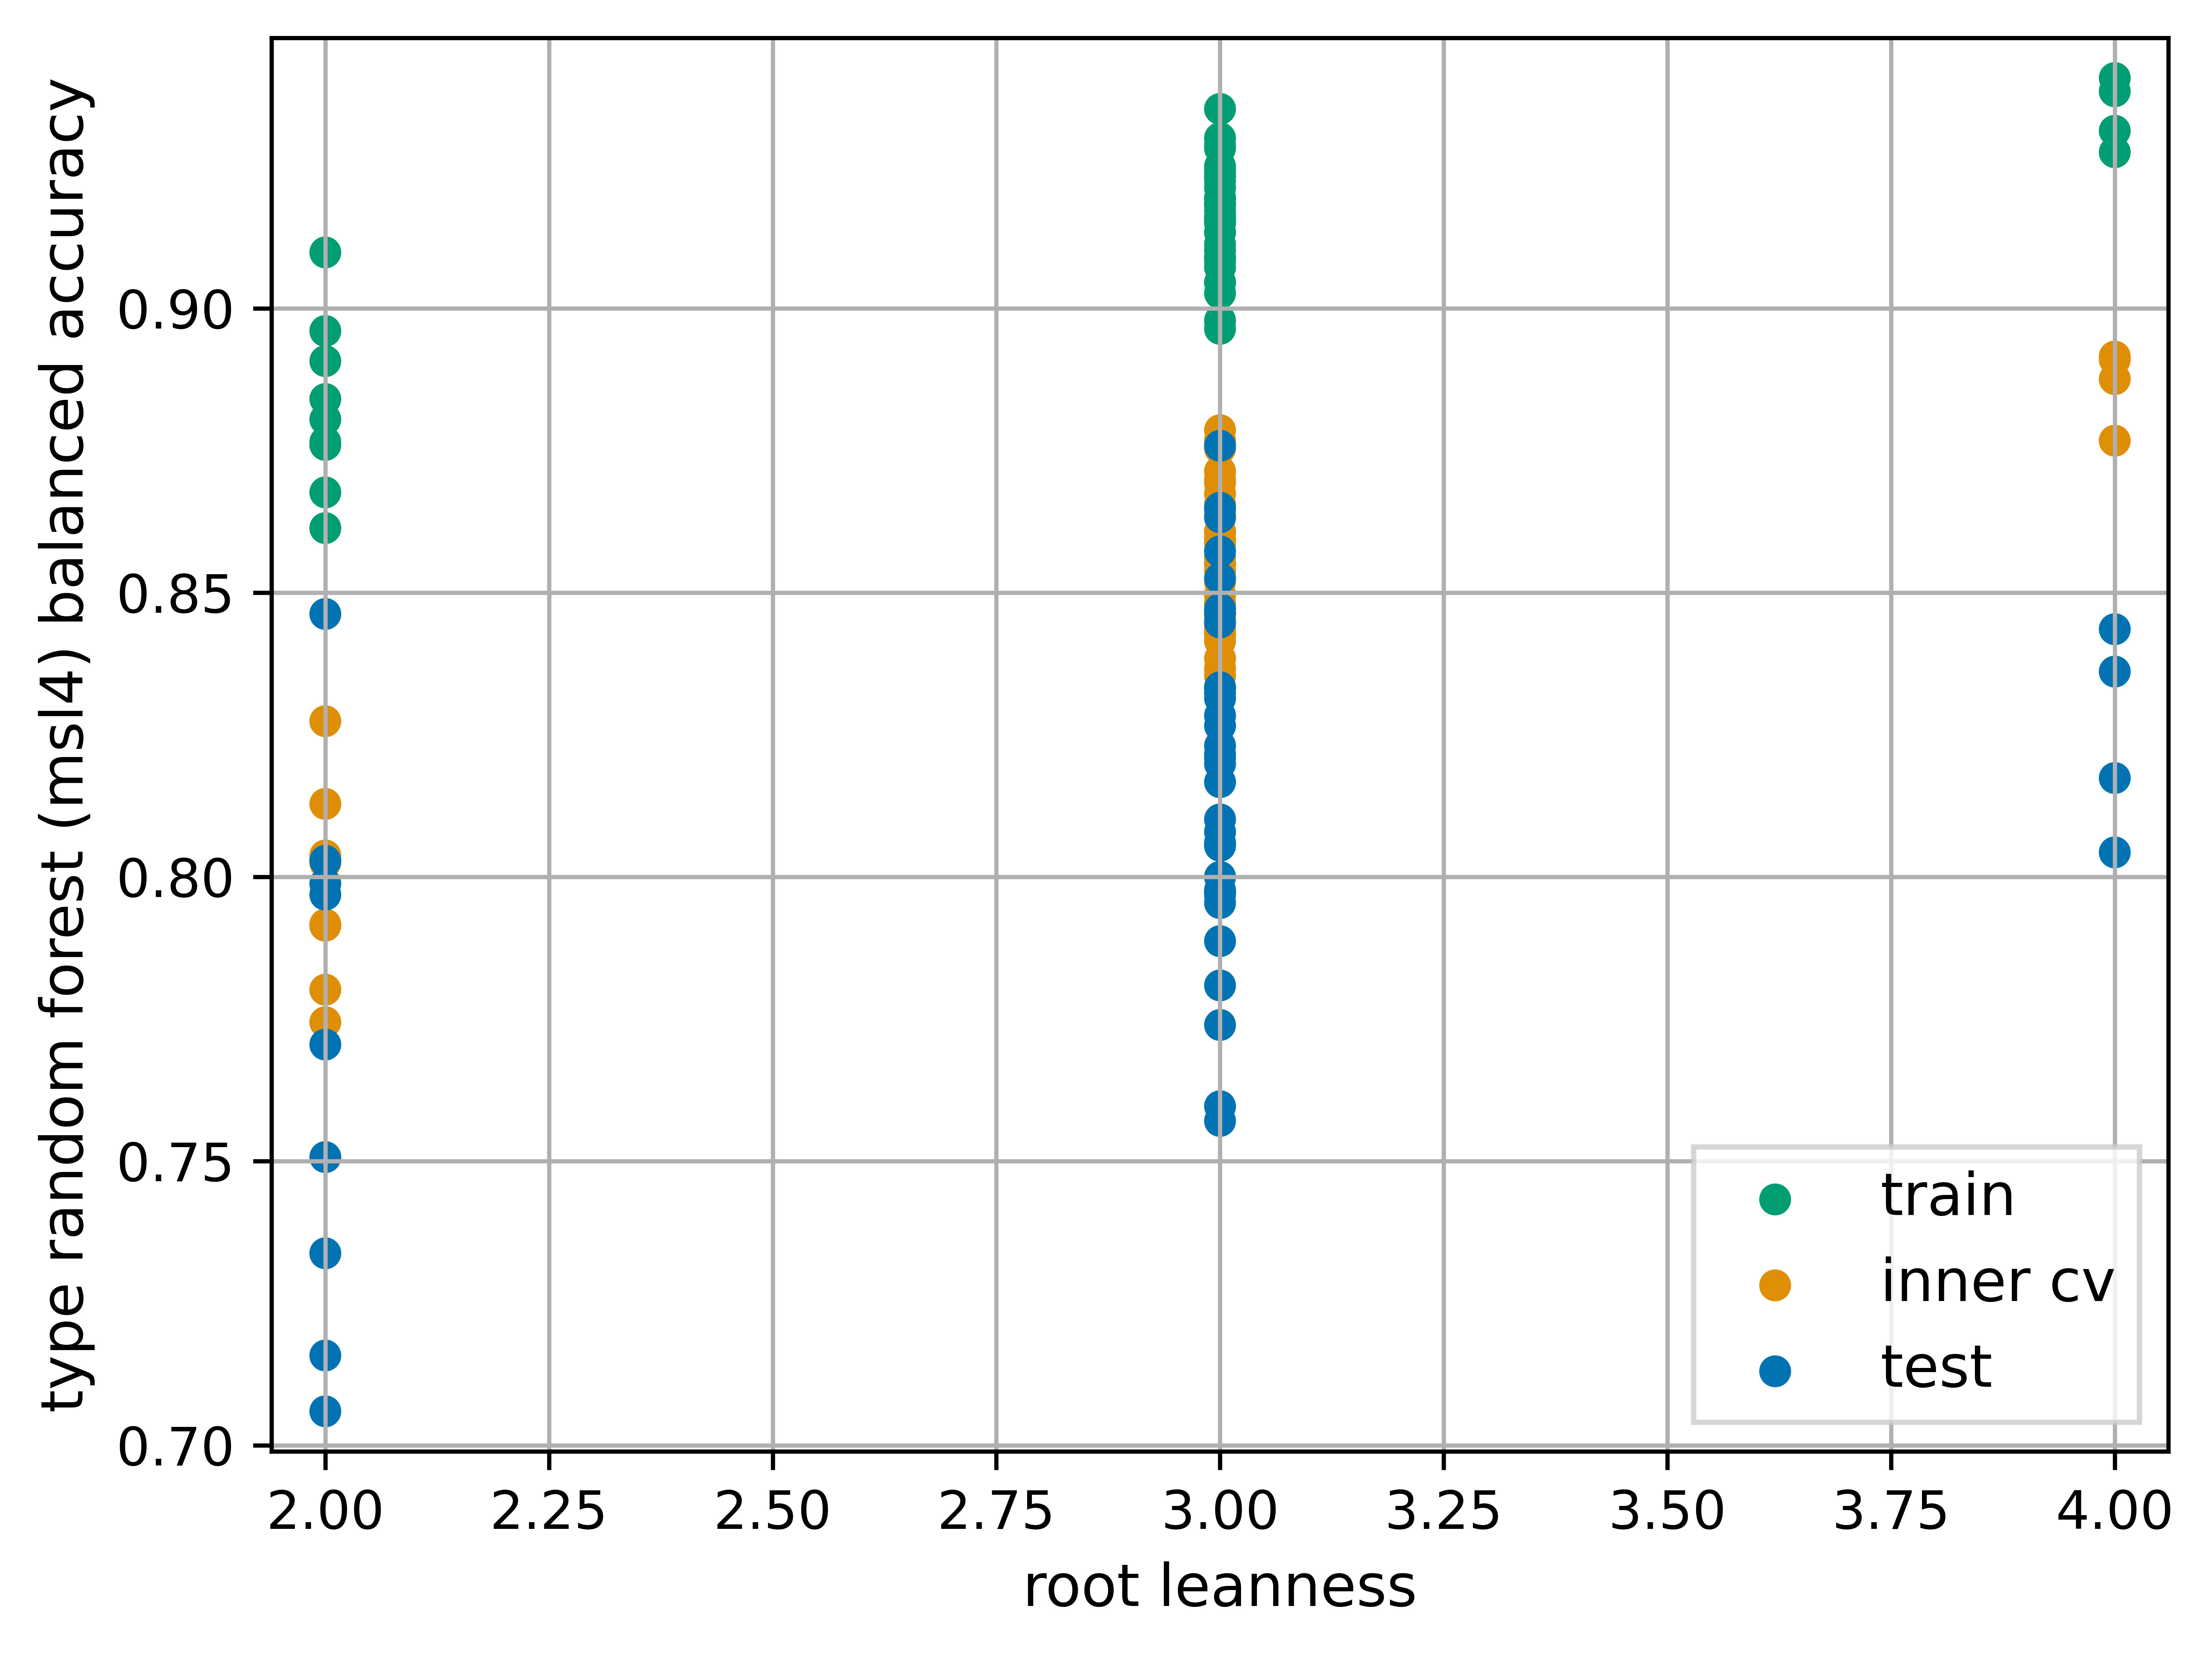 type random forest (msl4) balanced accuracy
0.90
0.85
0.80
0.75
0.70
train
inner cv
test
2.00 2.25 2.50 2.75 3.00 3.25 3.50 3.75 4.00
root leanness